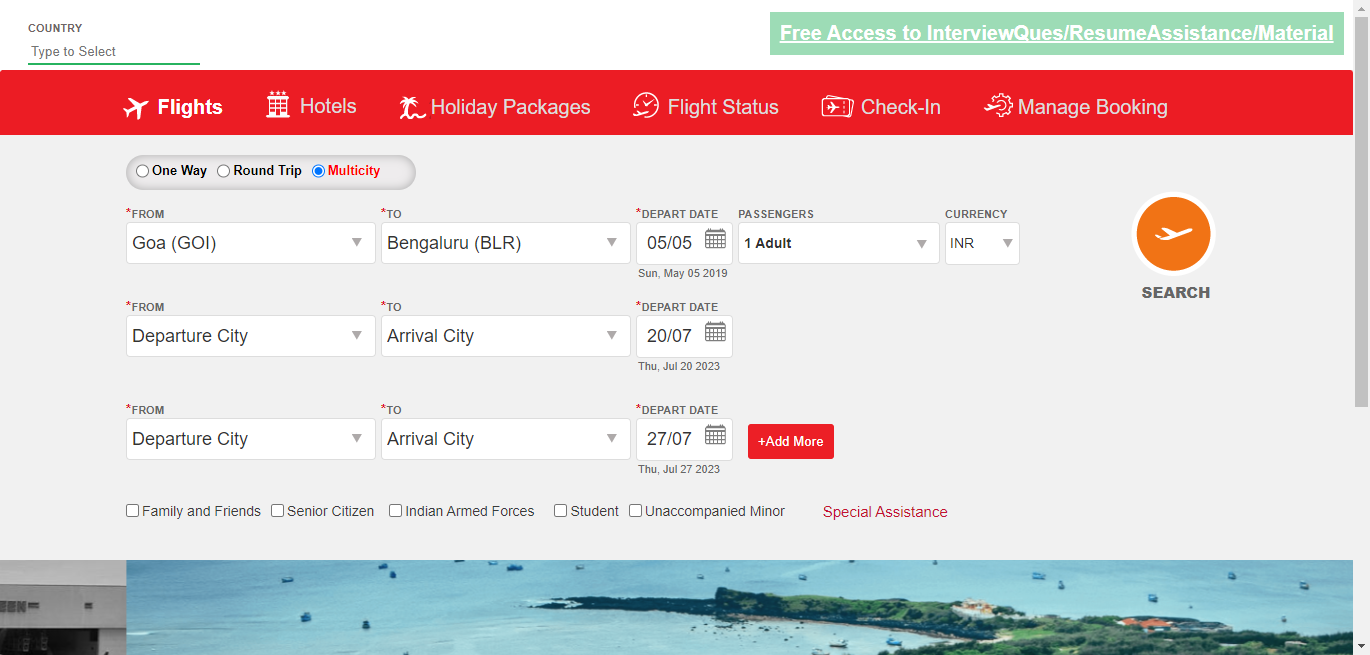 COUNTRY
Type to Select
Free Access to InterviewQues/ResumeAssistance/Material
Flights Hotels Holiday Packages Flight Status Check-In Manage Booking
One Way Round Trip Multicity
*FROM *TO *DEPART DATE PASSENGERS CURRENCY
Goa (GOI) Bengaluru (BLR) 05/05 1 Adult INR
Sun, May 05 2019
SEARCH
*FROM *TO *DEPART DATE
Departure City Arrival City 20/07
Thu, Jul 20 2023
*FROM *TO *DEPART DATE
Departure City Arrival City 27/07 +Add More
Thu, Jul 27 2023
Family and Friends Senior Citizen Indian Armed Forces Student Unaccompanied Minor Special Assistance